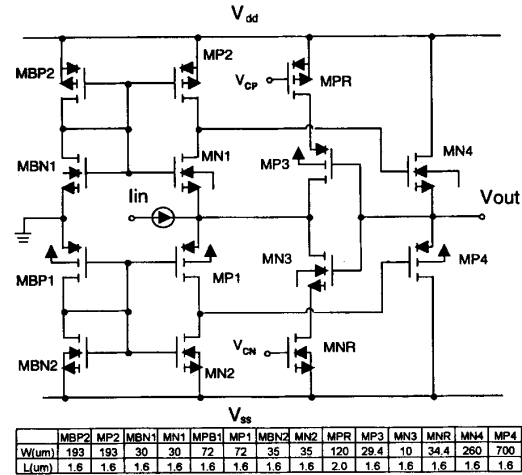 Vdd
MBP2
MP2
VCP
MPR
MBN1
MN1
MP3
MN4
Iin
Vout
MBP1
MP1
MN3
MP4
MBN2
MN2
VCN
MNR
Vss
MBP2 MP2 MBN1 MN1 MPB1 MP1 MBN2 MN2 MPR MP3 MN3 MNR MN4 MP4
W(um) 193 193 30 30 72 72 35 35 120 29.4 10 34.4 260 700
L(um) 1.6 1.6 1.6 1.6 1.6 1.6 1.6 1.6 2.0 1.6 1.6 1.6 1.6 1.6